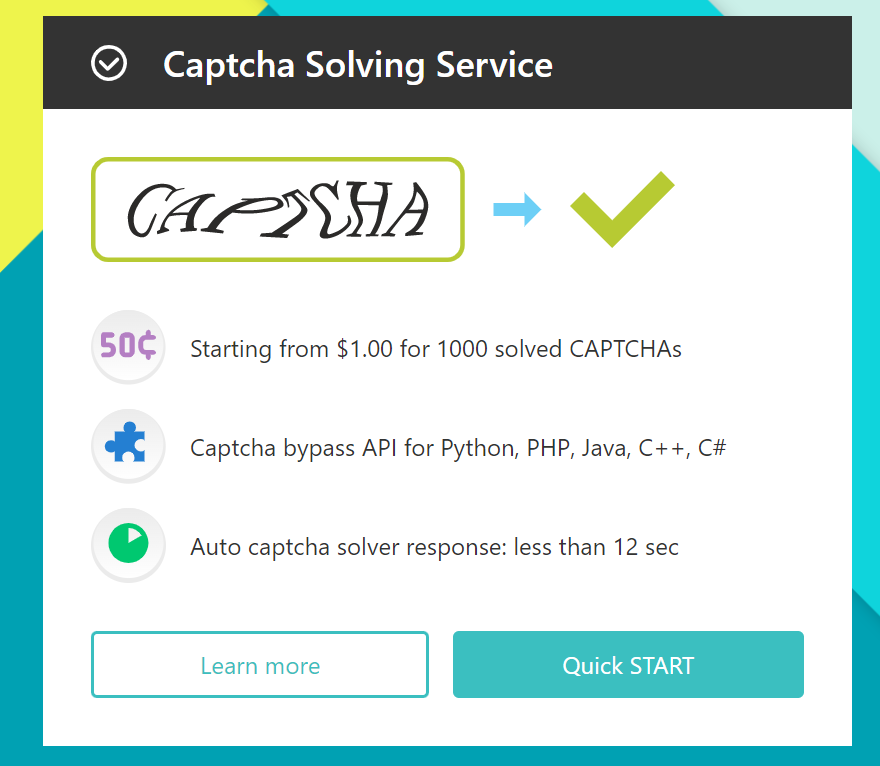 Captcha Solving Service
CAPTCHA
50¢
Starting from $1.00 for 1000 solved CAPTCHAs
Captcha bypass API for Python, PHP, Java, C++, C#
Auto captcha solver response: less than 12 sec
Learn more
Quick START